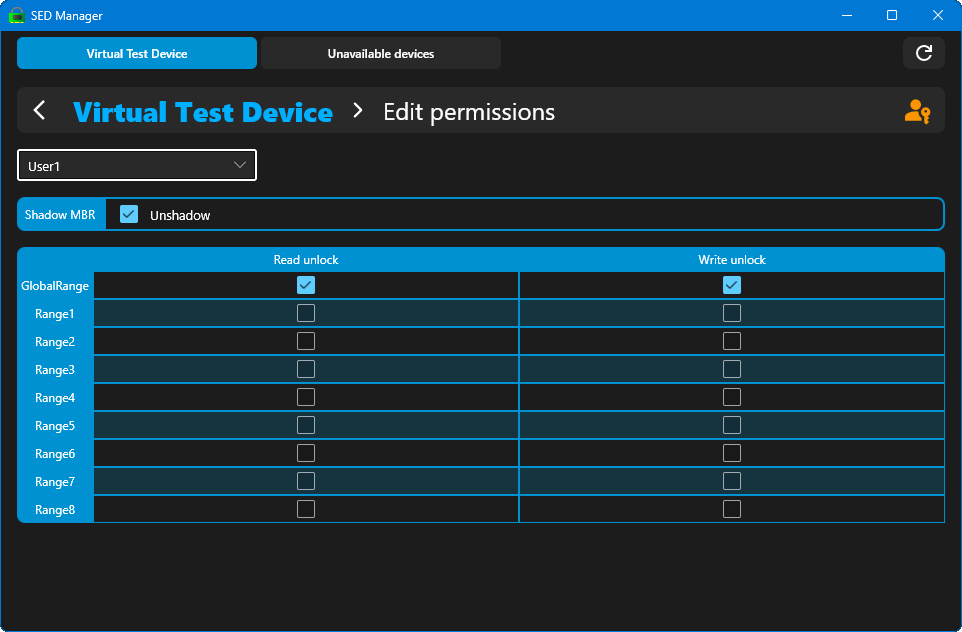 SED Manager
Virtual Test Device Unavailable devices
Virtual Test Device > Edit permissions
User1
Shadow MBR Unshadow
Read unlock Write unlock
GlobalRange
Range1
Range2
Range3
Range4
Range5
Range6
Range7
Range8